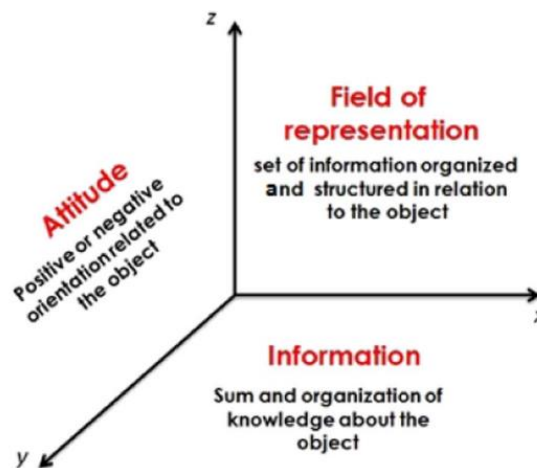 z
Field of
representation
set of information organized
and structured in relation
to the object
Attitude
Positive or negative
orientation related to
the object
Information
Sum and organization of
knowledge about the
object
y